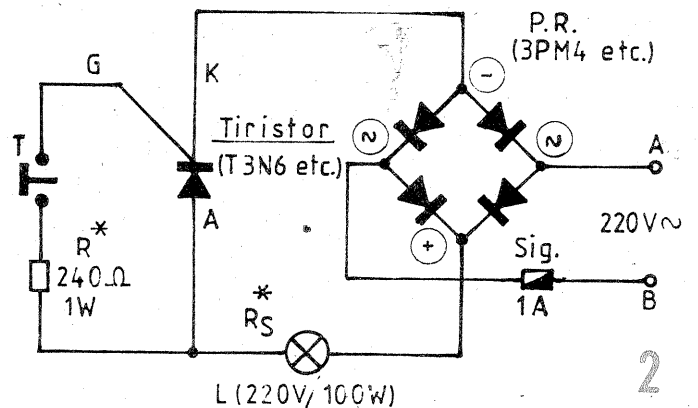 P.R.
(3PM4 etc.)
G
K
−
Tiristor
(T3N6 etc.)
~
~
A
T
A
220V~
+
Sig.
R*
240Ω
1W
1A
B
RS*
L (220V/100W)
2